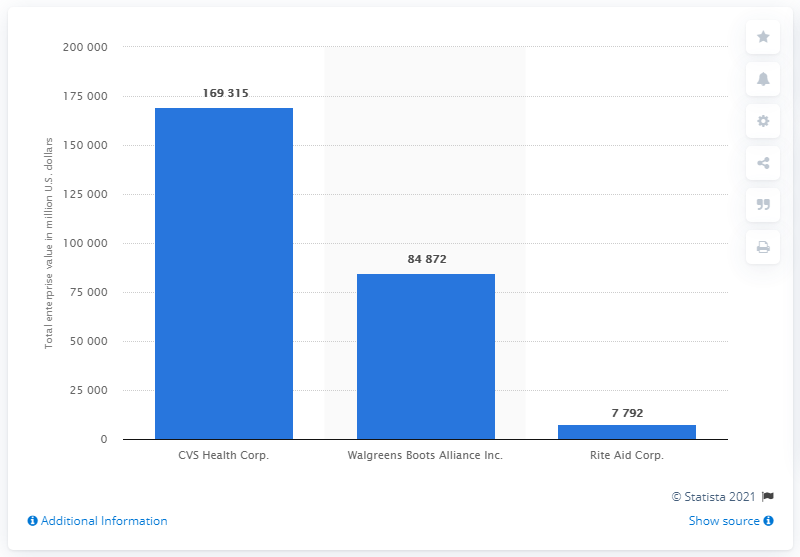 Total enterprise value in million U.S. dollars
200 000
175 000
150 000
125 000
100 000
75 000
50 000
25 000
0
169 315
84 872
7 792
CVS Health Corp.
Walgreens Boots Alliance Inc.
Rite Aid Corp.
© Statista 2021
Additional Information
Show source